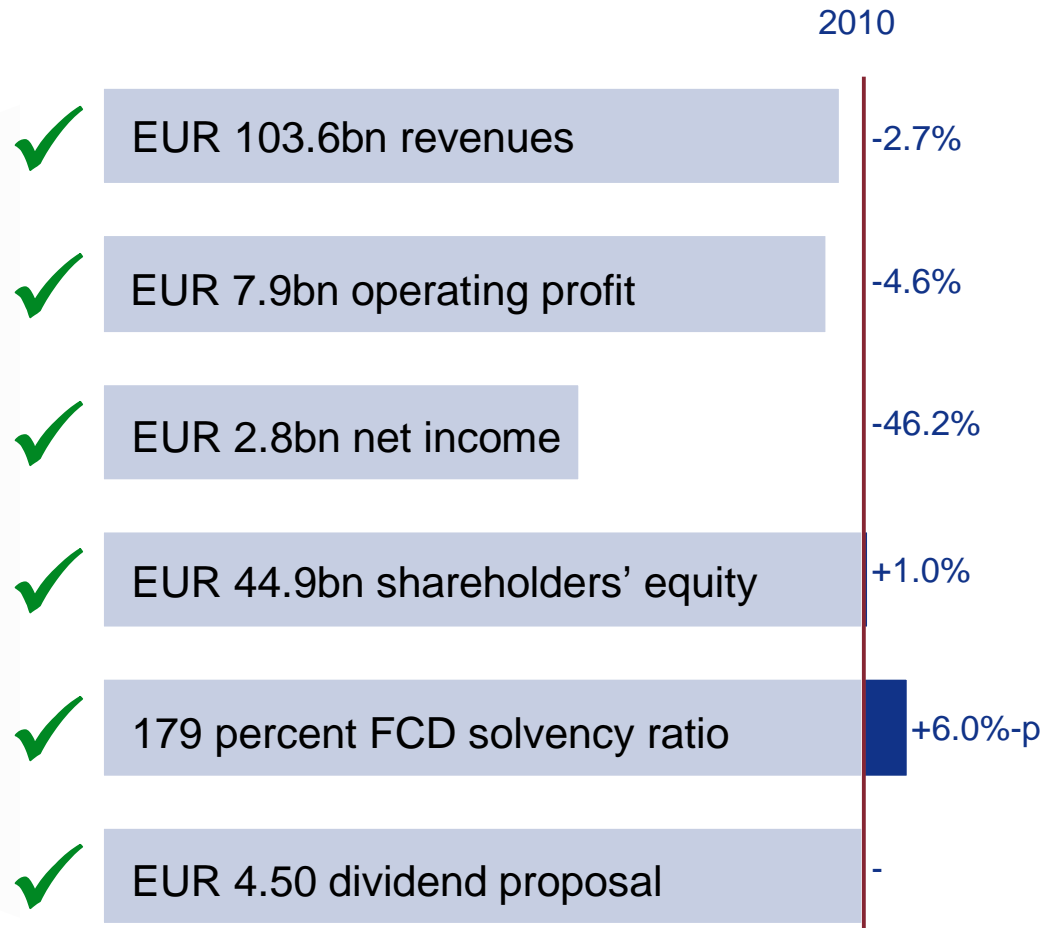 2010
EUR 103.6bn revenues -2.7%
EUR 7.9bn operating profit -4.6%
EUR 2.8bn net income -46.2%
EUR 44.9bn shareholders’ equity +1.0%
179 percent FCD solvency ratio +6.0%-p
EUR 4.50 dividend proposal -